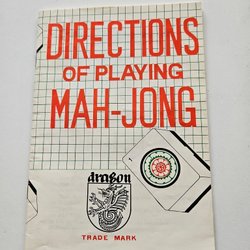 DIRECTIONS
OF PLAYING
MAH-JONG
dragon
TRADE MARK